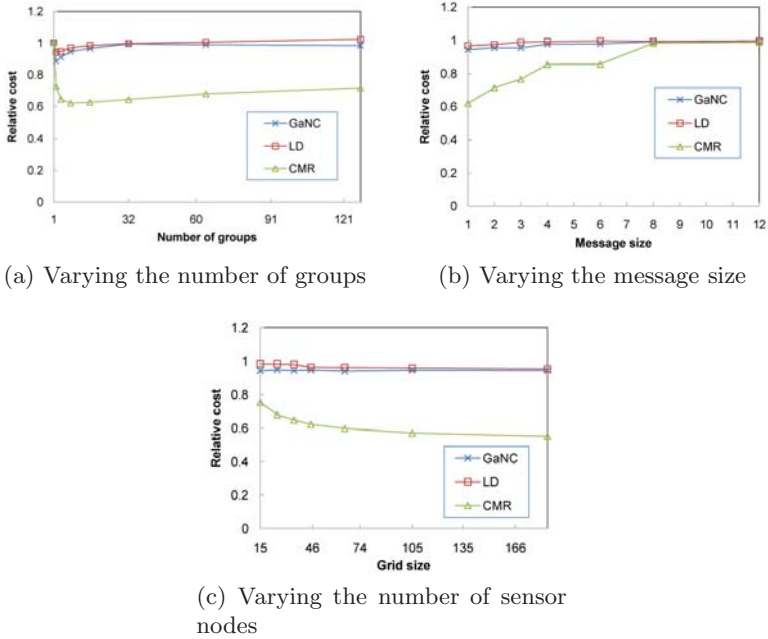 1.2
1
0.8
0.6
0.4
0.2
0
Relative cost
GaNC
LD
CMR
1 32 60 91 121
Number of groups
(a) Varying the number of groups
1.2
1
0.8
0.6
0.4
0.2
0
Relative cost
GaNC
LD
CMR
1 2 3 4 5 6 7 8 9 10 11 12
Message size
(b) Varying the message size
1.2
1
0.8
0.6
0.4
0.2
0
Relative cost
GaNC
LD
CMR
15 46 74 105 135 166
Grid size
(c) Varying the number of sensor
nodes